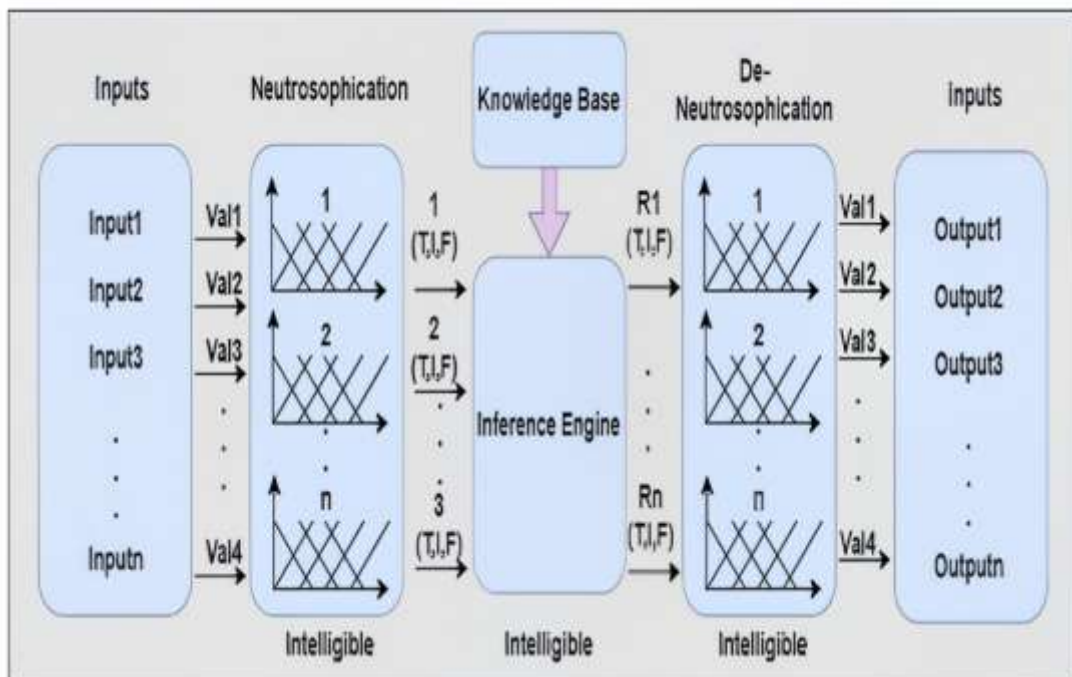 Inputs
Input1
Input2
Input3
Inputn
Val1
Val2
Val3
Val4
Neutrosophication
1
2
n
Intelligible
1
(T,I,F)
2
(T,I,F)
3
(T,I,F)
Knowledge Base
Inference Engine
Intelligible
R1
(T,I,F)
Rn
(T,I,F)
De-
Neutrosophication
1
2
n
Intelligible
Val1
Val2
Val3
Val4
Inputs
Output1
Output2
Output3
Outputn